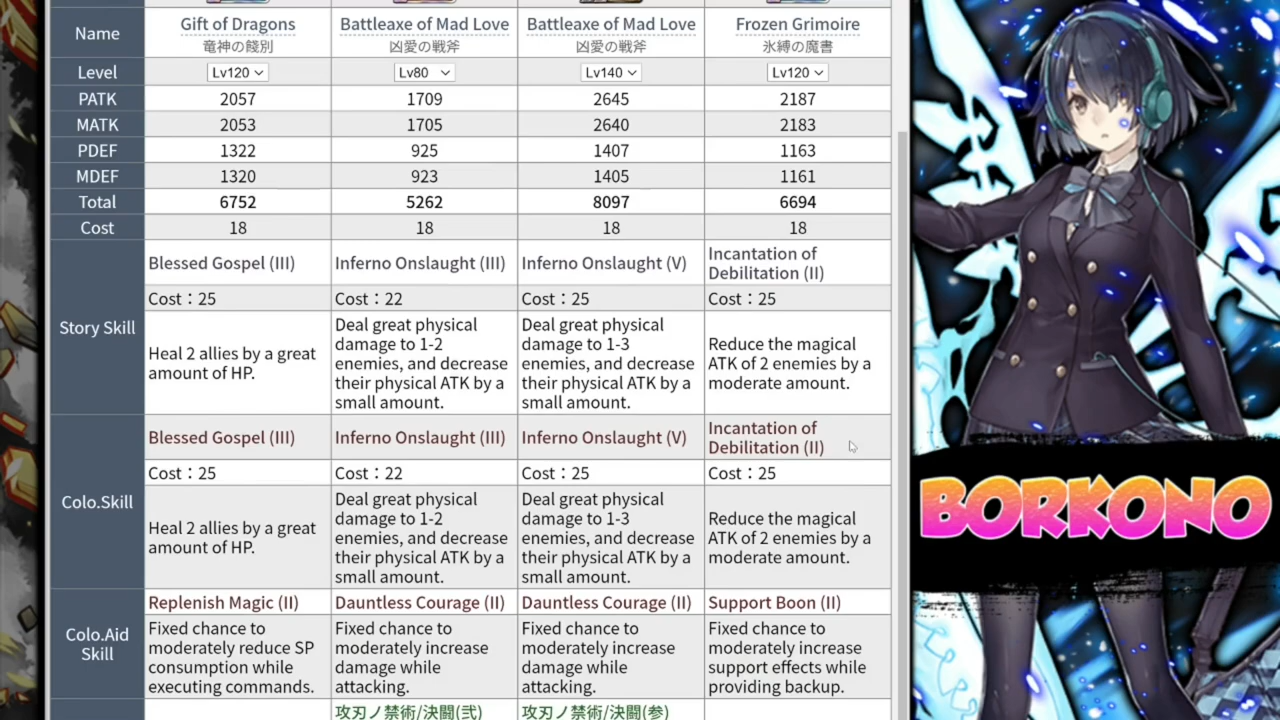 Name
Gift of Dragons
竜神の餞別
Battleaxe of Mad Love
凶愛の戦斧
Battleaxe of Mad Love
凶愛の戦斧
Frozen Grimoire
氷縛の魔書
Level
Lv120
Lv80
Lv140
Lv120
PATK
2057
1709
2645
2187
MATK
2053
1705
2640
2183
PDEF
1322
925
1407
1163
MDEF
1320
923
1405
1161
Total
6752
5262
8097
6694
Cost
18
18
18
18
Story Skill
Blessed Gospel (III)
Inferno Onslaught (III)
Inferno Onslaught (V)
Incantation of
Debilitation (II)
Cost：25
Cost：22
Cost：25
Cost：25
Heal 2 allies by a great
amount of HP.
Deal great physical
damage to 1-2
enemies, and decrease
their physical ATK by a
small amount.
Deal great physical
damage to 1-3
enemies, and decrease
their physical ATK by a
small amount.
Reduce the magical
ATK of 2 enemies by a
moderate amount.
Colo.Skill
Blessed Gospel (III)
Inferno Onslaught (III)
Inferno Onslaught (V)
Incantation of
Debilitation (II)
Cost：25
Cost：22
Cost：25
Cost：25
Heal 2 allies by a great
amount of HP.
Deal great physical
damage to 1-2
enemies, and decrease
their physical ATK by a
small amount.
Deal great physical
damage to 1-3
enemies, and decrease
their physical ATK by a
small amount.
Reduce the magical
ATK of 2 enemies by a
moderate amount.
Colo.Aid
Skill
Replenish Magic (II)
Dauntless Courage (II)
Dauntless Courage (II)
Support Boon (II)
Fixed chance to
moderately reduce SP
consumption while
executing commands.
Fixed chance to
moderately increase
damage while
attacking.
Fixed chance to
moderately increase
damage while
attacking.
Fixed chance to
moderately increase
support effects while
providing backup.
攻刃ノ禁術/決闘(弐)
攻刃ノ禁術/決闘(参)
BORKONO